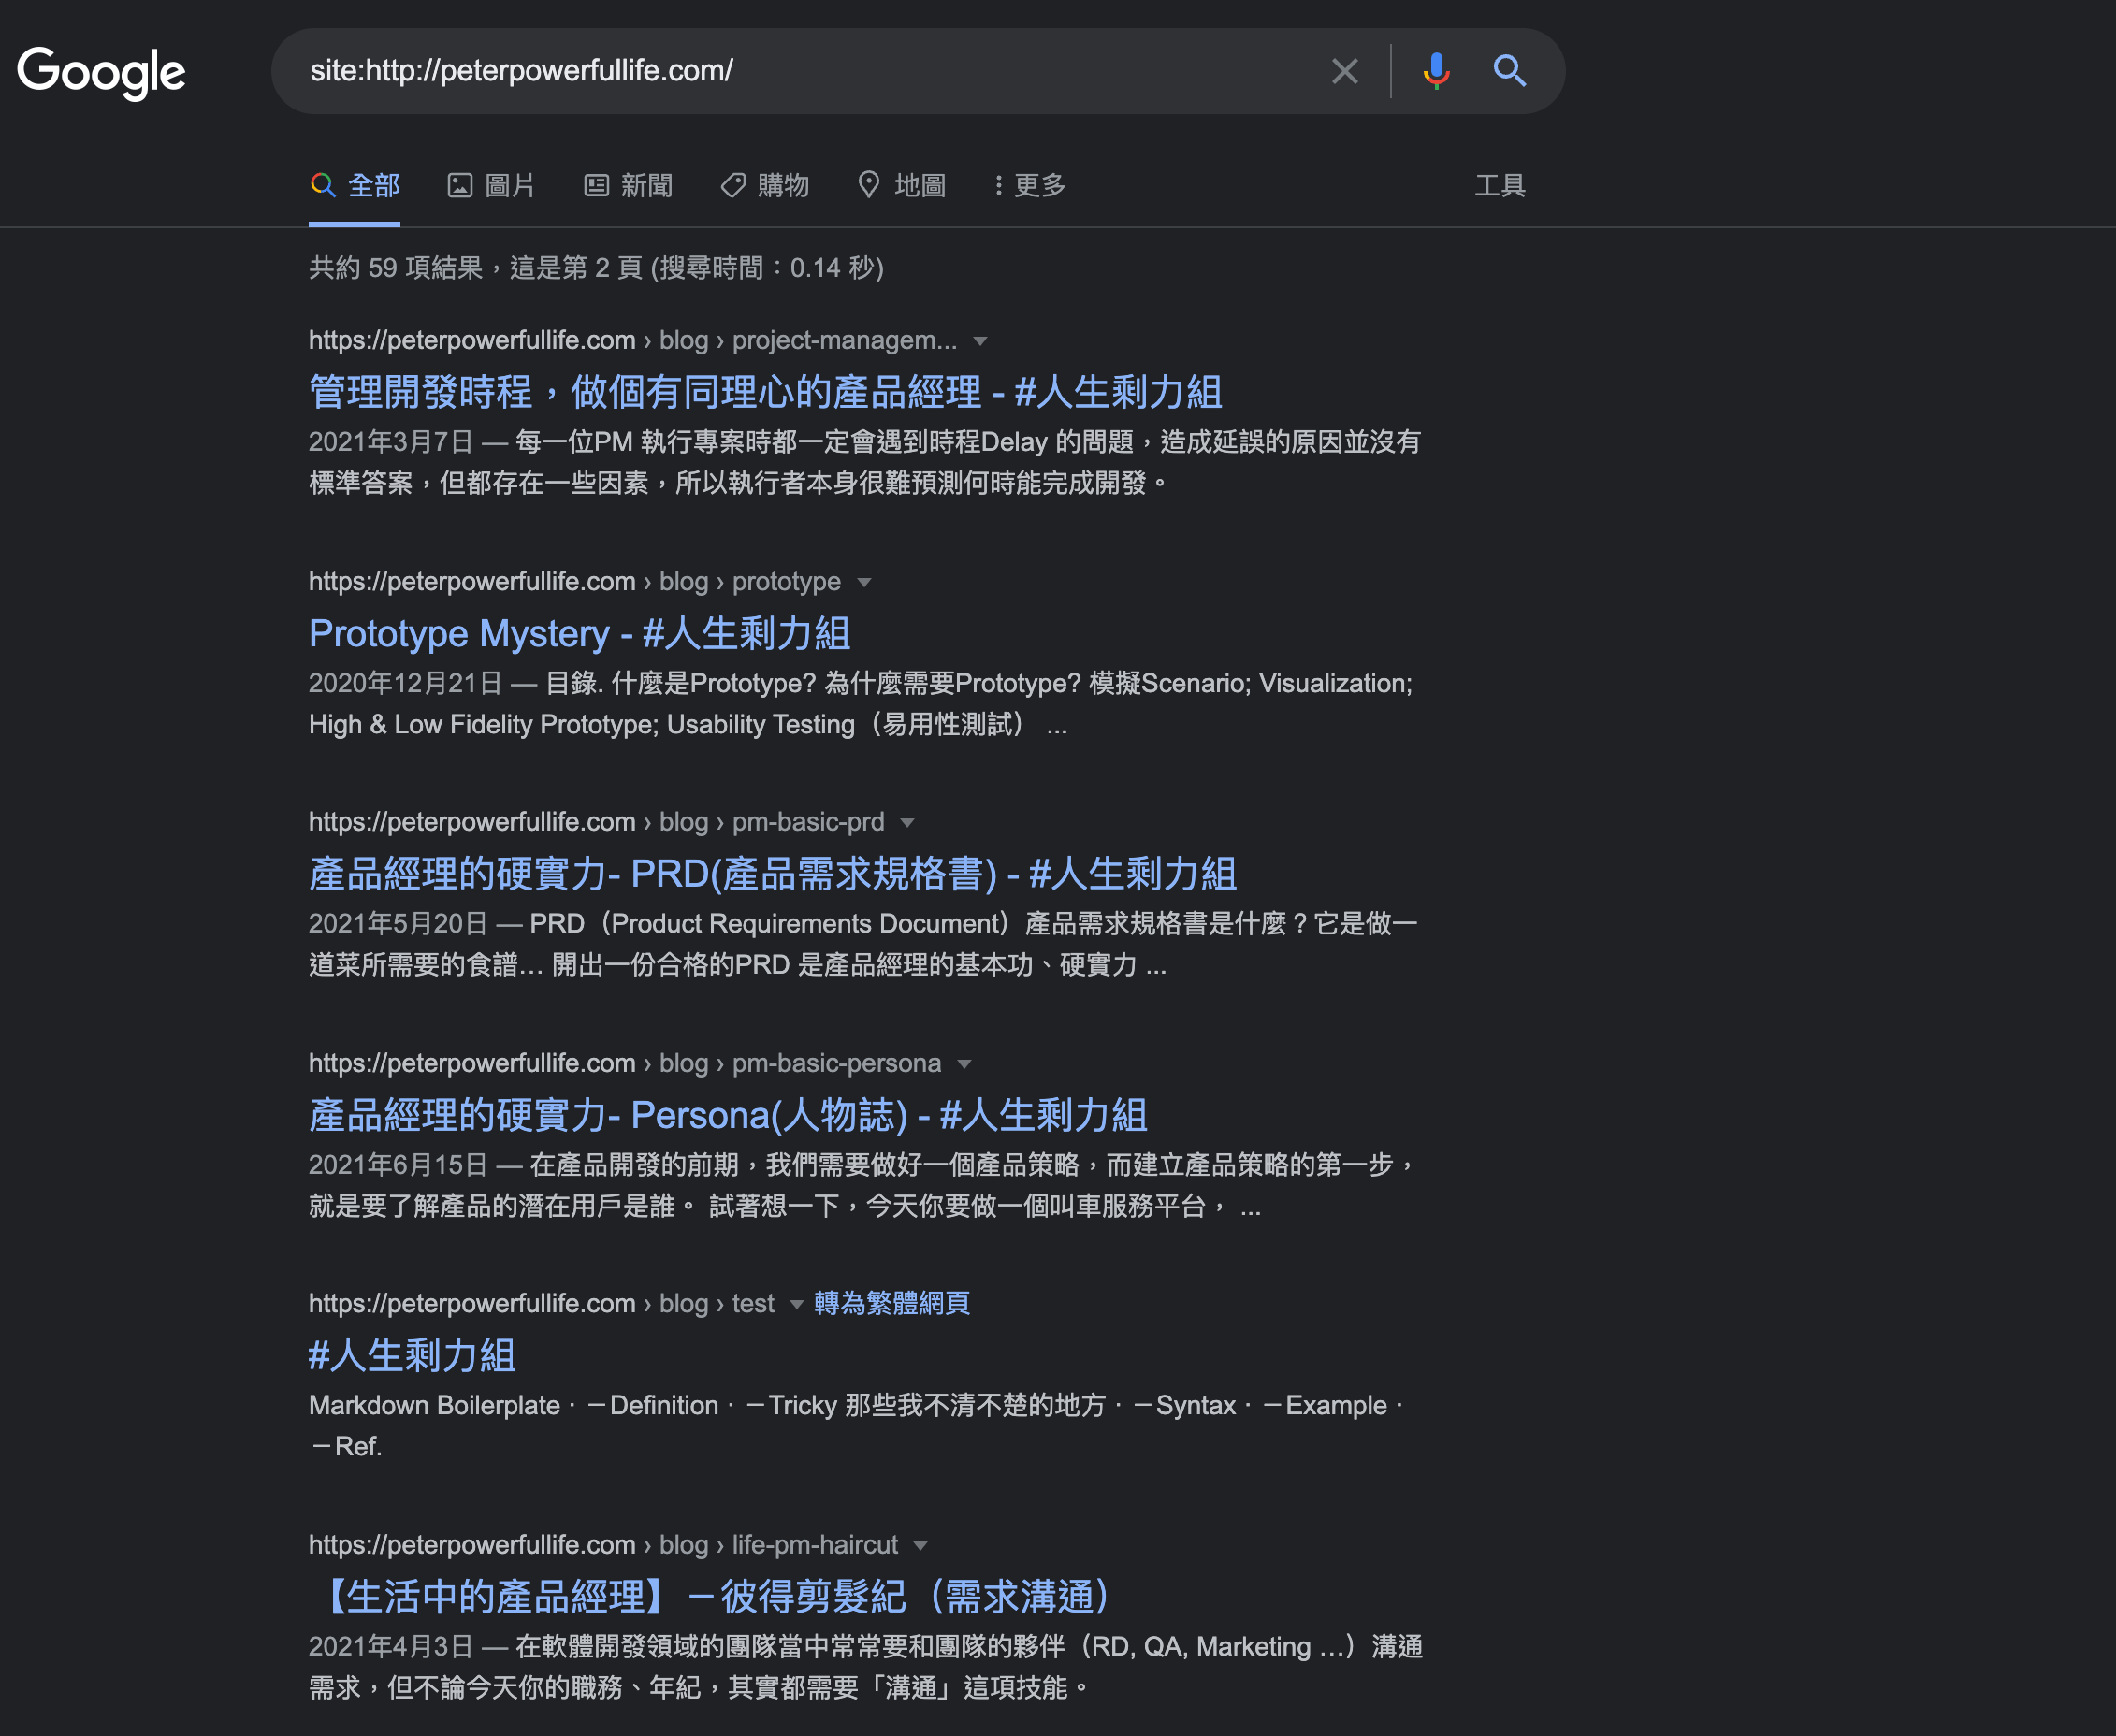 Google
site:http://peterpowerfullife.com/
全部 圖片 新聞 購物 地圖 更多 工具
共約 59 項結果，這是第 2 頁 (搜尋時間：0.14 秒)
https://peterpowerfullife.com › blog › project-managem...
管理開發時程，做個有同理心的產品經理 - #人生剩力組
2021年3月7日 — 每一位PM 執行專案時都一定會遇到時程Delay 的問題，造成延誤的原因並沒有
標準答案，但都存在一些因素，所以執行者本身很難預測何時能完成開發。
https://peterpowerfullife.com › blog › prototype
Prototype Mystery - #人生剩力組
2020年12月21日 — 目錄. 什麼是Prototype? 為什麼需要Prototype? 模擬Scenario; Visualization;
High & Low Fidelity Prototype; Usability Testing（易用性測試） ...
https://peterpowerfullife.com › blog › pm-basic-prd
產品經理的硬實力- PRD(產品需求規格書) - #人生剩力組
2021年5月20日 — PRD（Product Requirements Document）產品需求規格書是什麼？它是做一
道菜所需要的食譜… 開出一份合格的PRD 是產品經理的基本功、硬實力 ...
https://peterpowerfullife.com › blog › pm-basic-persona
產品經理的硬實力- Persona(人物誌) - #人生剩力組
2021年6月15日 — 在產品開發的前期，我們需要做好一個產品策略，而建立產品策略的第一步，
就是要了解產品的潛在用戶是誰。 試著想一下，今天你要做一個叫車服務平台， ...
https://peterpowerfullife.com › blog › test 轉為繁體網頁
#人生剩力組
Markdown Boilerplate · －Definition · －Tricky 那些我不清不楚的地方 · －Syntax · －Example ·
－Ref.
https://peterpowerfullife.com › blog › life-pm-haircut
【生活中的產品經理】－彼得剪髮紀（需求溝通）
2021年4月3日 — 在軟體開發領域的團隊當中常常要和團隊的夥伴（RD, QA, Marketing …）溝通
需求，但不論今天你的職務、年紀，其實都需要「溝通」這項技能。